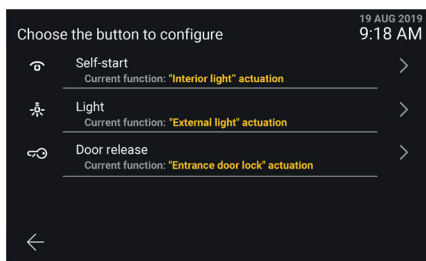 19 AUG 2019
Choose the button to configure
9:18 AM
Self-start
Current function: "Interior light" actuation
Light
Current function: "External light" actuation
Door release
Current function: "Entrance door lock" actuation